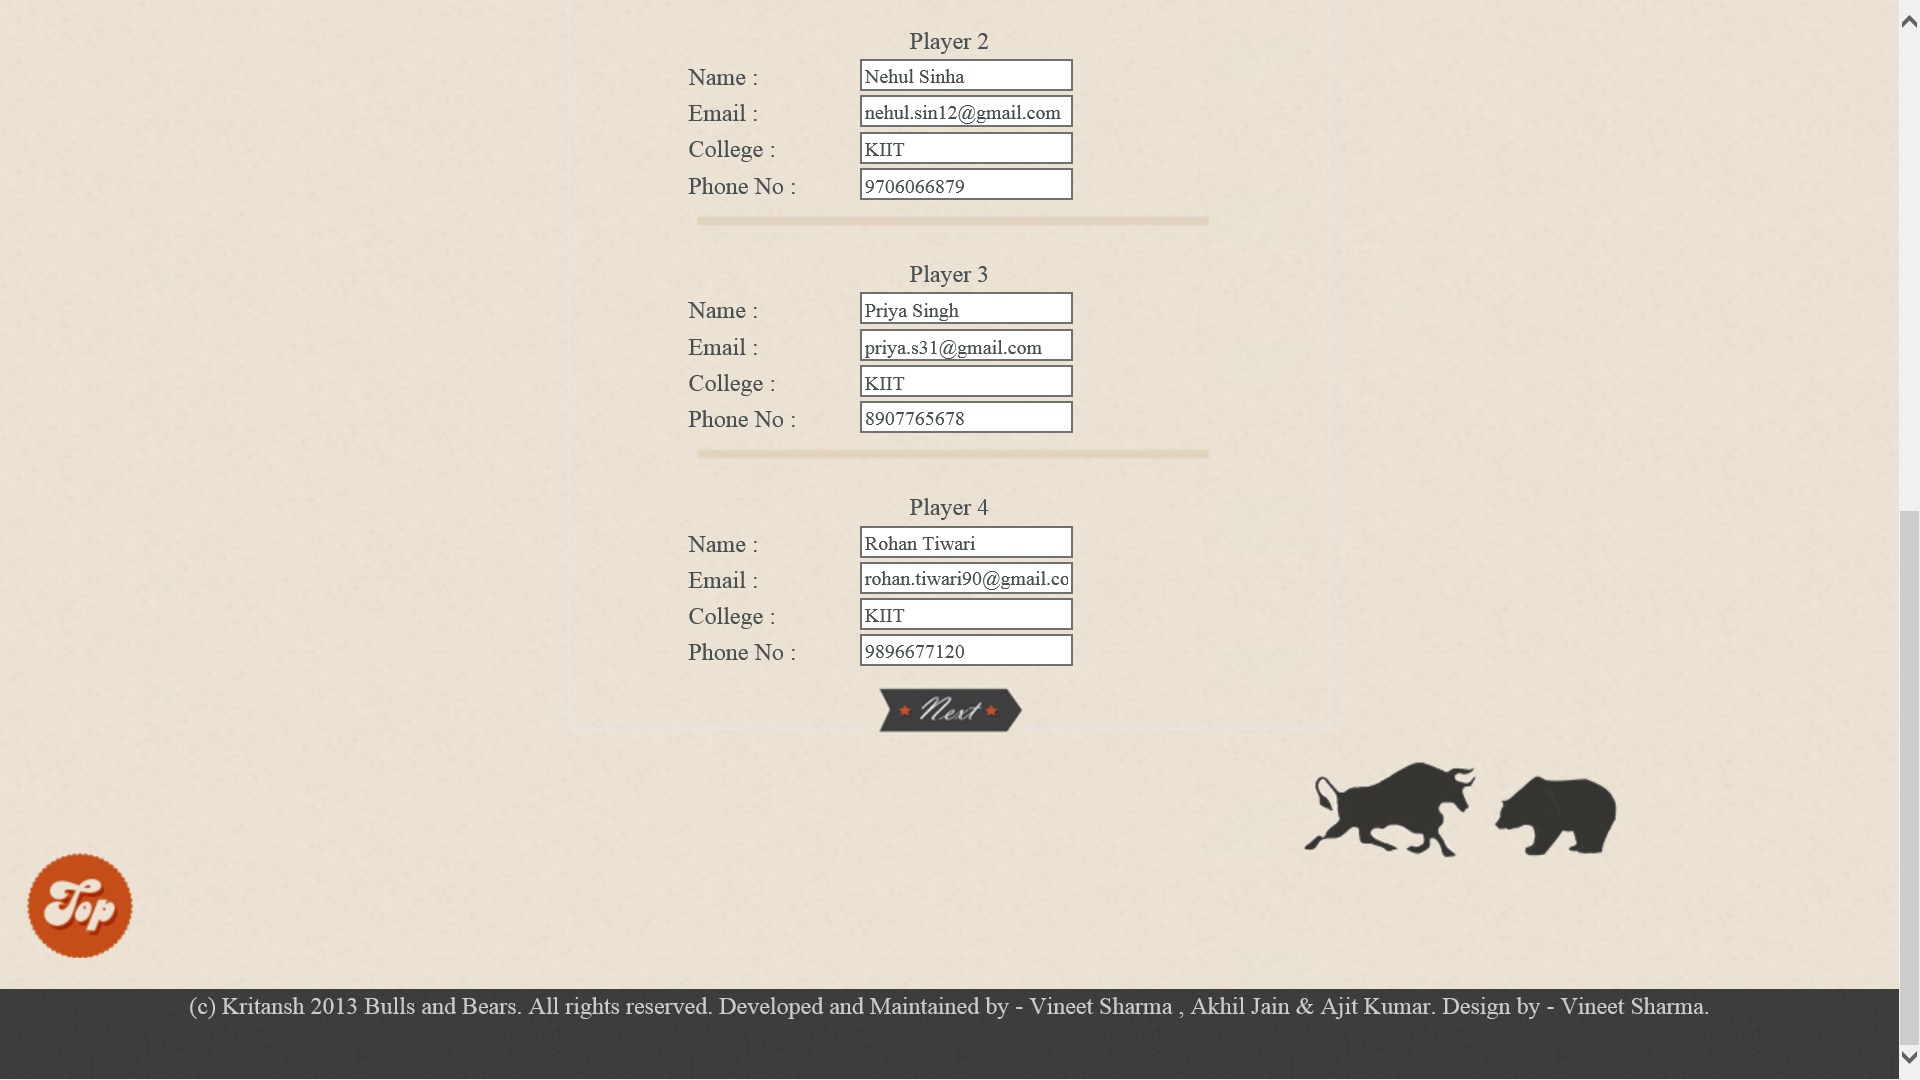 Player 2
Name : Nehul Sinha
Email : nehul.sin12@gmail.com
College : KIIT
Phone No : 9706066879
Player 3
Name : Priya Singh
Email : priya.s31@gmail.com
College : KIIT
Phone No : 8907765678
Player 4
Name : Rohan Tiwari
Email : rohan.tiwari90@gmail.co
College : KIIT
Phone No : 9896677120
Next
Top
(c) Kritansh 2013 Bulls and Bears. All rights reserved. Developed and Maintained by - Vineet Sharma , Akhil Jain & Ajit Kumar. Design by - Vineet Sharma.